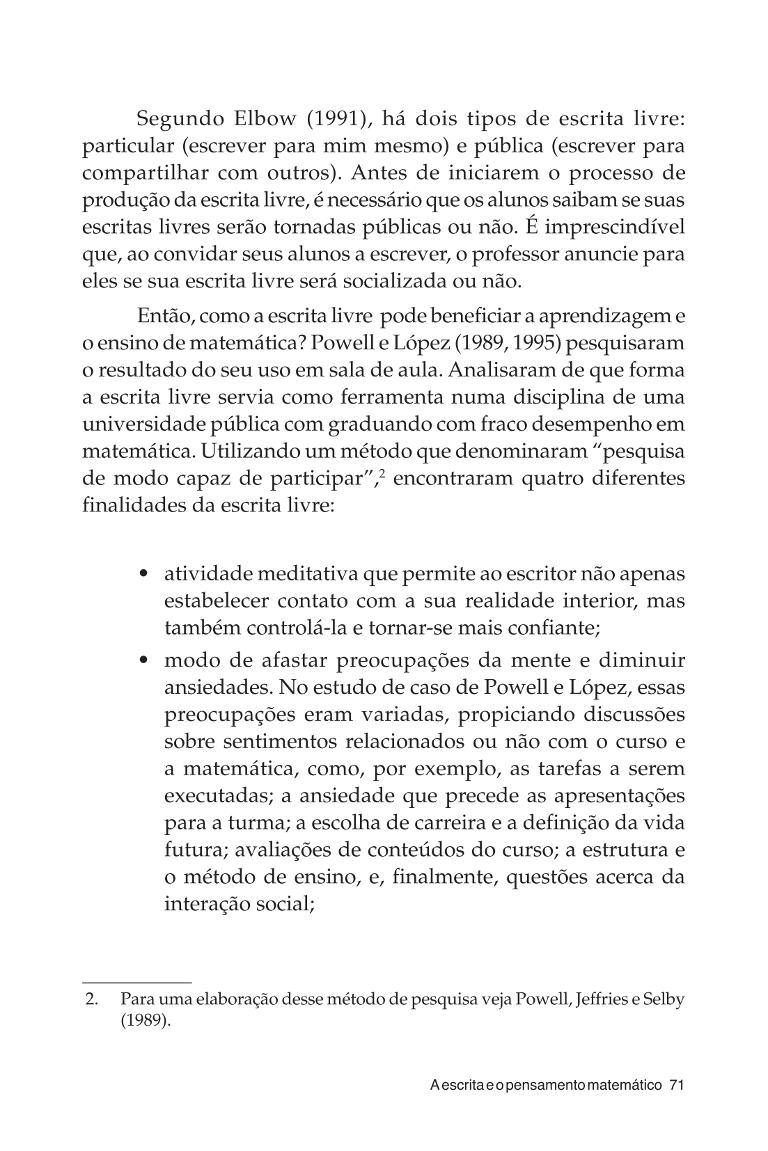 Segundo Elbow (1991), há dois tipos de escrita livre:
particular (escrever para mim mesmo) e pública (escrever para
compartilhar com outros). Antes de iniciarem o processo de
produção da escrita livre, é necessário que os alunos saibam se suas
escritas livres serão tornadas públicas ou não. É imprescindível
que, ao convidar seus alunos a escrever, o professor anuncie para
eles se sua escrita livre será socializada ou não.
Então, como a escrita livre pode beneficiar a aprendizagem e
o ensino de matemática? Powell e López (1989, 1995) pesquisaram
o resultado do seu uso em sala de aula. Analisaram de que forma
a escrita livre servia como ferramenta numa disciplina de uma
universidade pública com graduando com fraco desempenho em
matemática. Utilizando um método que denominaram “pesquisa
de modo capaz de participar”,² encontraram quatro diferentes
finalidades da escrita livre:
• atividade meditativa que permite ao escritor não apenas
estabelecer contato com a sua realidade interior, mas
também controlá-la e tornar-se mais confiante;
• modo de afastar preocupações da mente e diminuir
ansiedades. No estudo de caso de Powell e López, essas
preocupações eram variadas, propiciando discussões
sobre sentimentos relacionados ou não com o curso e
a matemática, como, por exemplo, as tarefas a serem
executadas; a ansiedade que precede as apresentações
para a turma; a escolha de carreira e a definição da vida
futura; avaliações de conteúdos do curso; a estrutura e
o método de ensino, e, finalmente, questões acerca da
interação social;
2. Para uma elaboração desse método de pesquisa veja Powell, Jeffries e Selby
(1989).
A escrita e o pensamento matemático 71